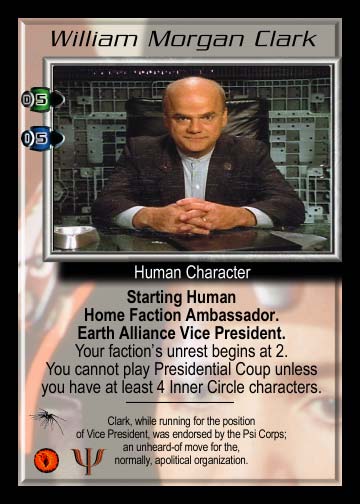 William Morgan Clark
D 5
I 5
Human Character
Starting Human
Home Faction Ambassador.
Earth Alliance Vice President.
Your faction's unrest begins at 2.
You cannot play Presidential Coup unless
you have at least 4 Inner Circle characters.
Clark, while running for the position
of Vice President, was endorsed by the Psi Corps;
an unheard-of move for the,
normally, apolitical organization.